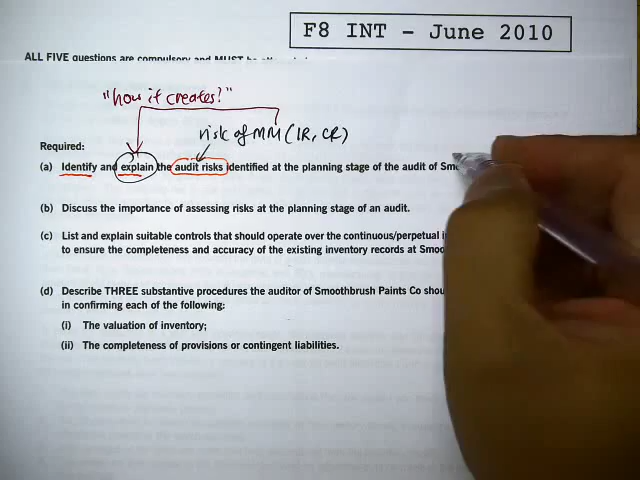 F8 INT - June 2010
ALL FIVE questions are compulsory and MUST be
"how it creates?"
risk of MM (IR, CR)
Required:
(a) Identify and explain the audit risks identified at the planning stage of the audit of Smo
(b) Discuss the importance of assessing risks at the planning stage of an audit.
(c) List and explain suitable controls that should operate over the continuous/perpetual
to ensure the completeness and accuracy of the existing inventory records at Smoo
(d) Describe THREE substantive procedures the auditor of Smoothbrush Paints Co shou
in confirming each of the following:
(i) The valuation of inventory;
(ii) The completeness of provisions or contingent liabilities.